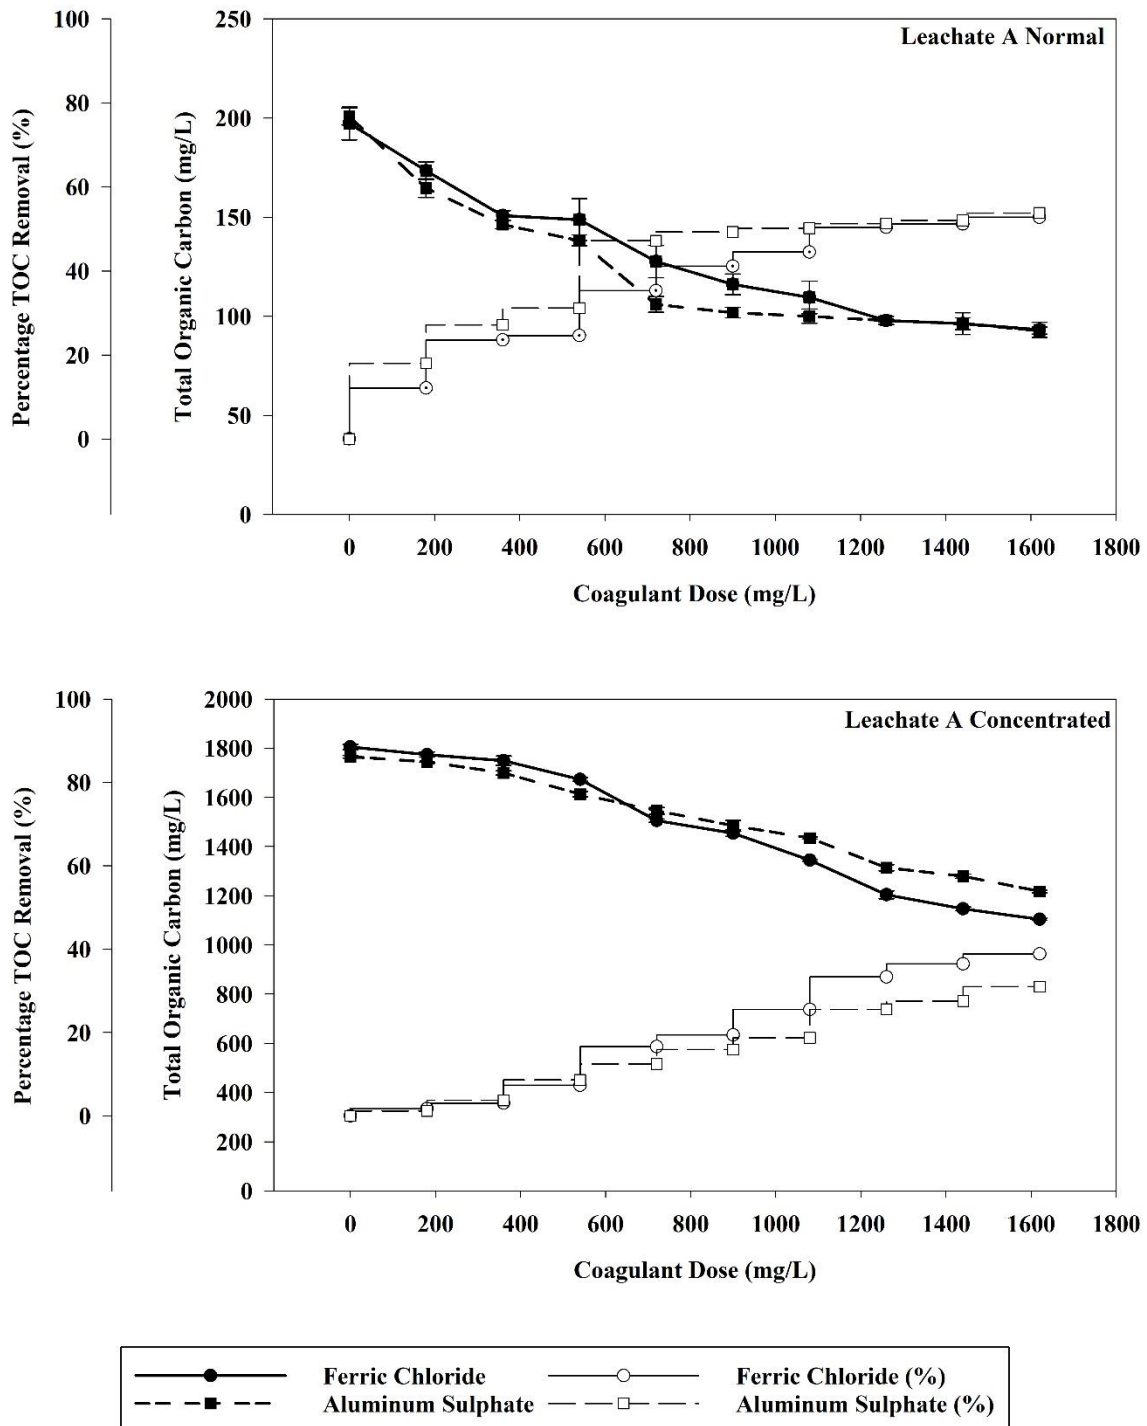 100
80
60
40
20
0
Percentage TOC Removal (%)
250
200
150
100
50
0
Total Organic Carbon (mg/L)
Leachate A Normal
0 200 400 600 800 1000 1200 1400 1600 1800
Coagulant Dose (mg/L)
100
80
60
40
20
0
Percentage TOC Removal (%)
2000
1800
1600
1400
1200
1000
800
600
400
200
0
Total Organic Carbon (mg/L)
Leachate A Concentrated
0 200 400 600 800 1000 1200 1400 1600 1800
Coagulant Dose (mg/L)
Ferric Chloride Ferric Chloride (%)
Aluminum Sulphate Aluminum Sulphate (%)